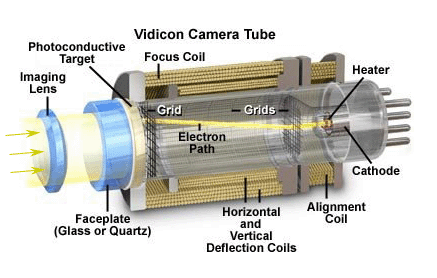 Vidicon Camera Tube
Photoconductive
Target
Focus Coil
Imaging
Lens
Heater
Grid
Grids
Electron
Path
Cathode
Faceplate
(Glass or Quartz)
Horizontal
and
Vertical
Deflection Coils
Alignment
Coil